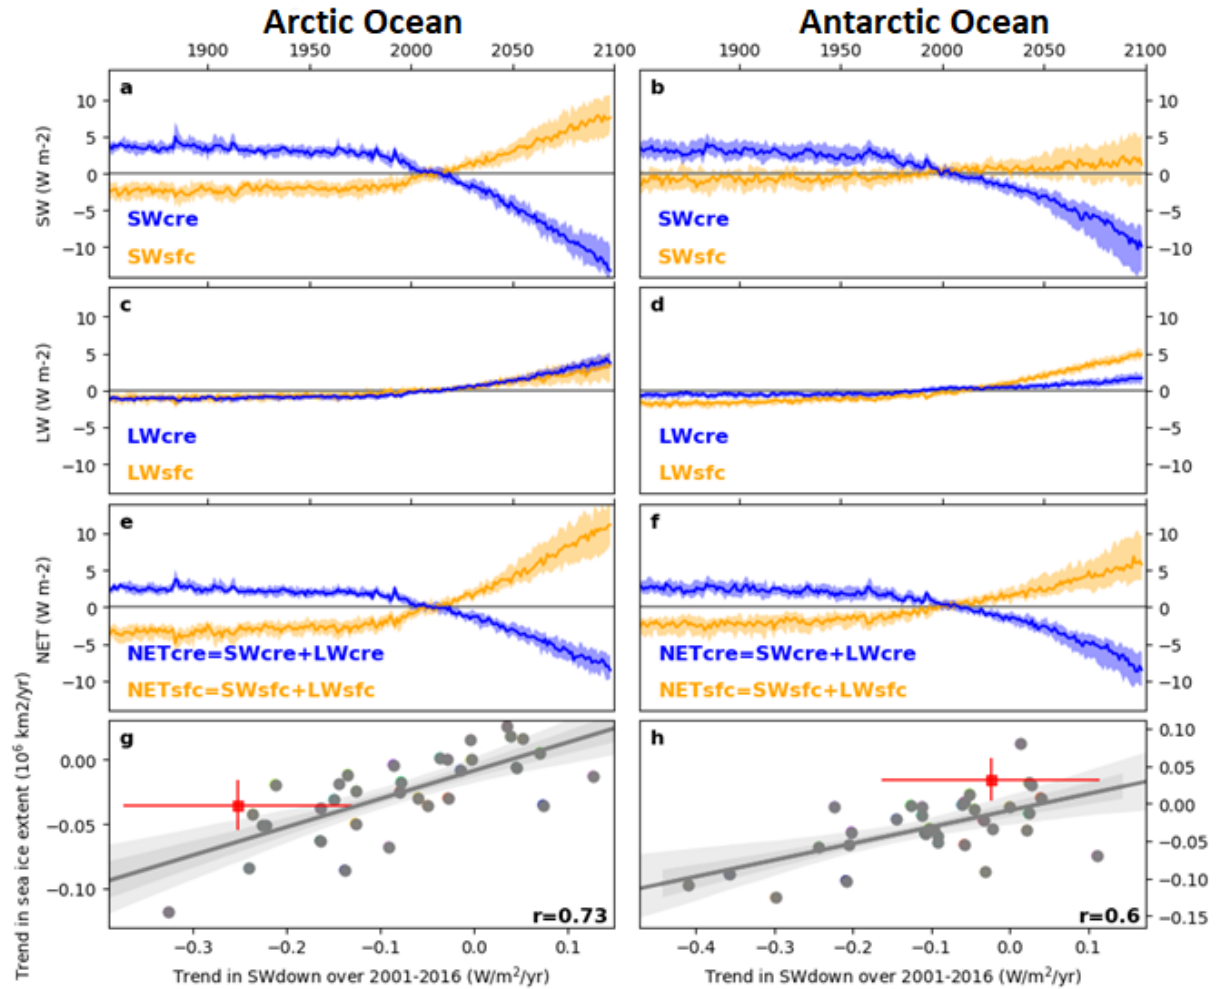 Arctic Ocean Antarctic Ocean
1900 1950 2000 2050 2100 1900 1950 2000 2050 2100
a b
SW (W m-2)
10 5 0 −5 −10
SWcre
SWsfc
SWcre
SWsfc
10 5 0 −5 −10
c d
LW (W m-2)
10 5 0 −5 −10
LWcre
LWsfc
LWcre
LWsfc
10 5 0 −5 −10
e f
NET (W m-2)
10 5 0 −5 −10
NETcre=SWcre+LWcre
NETsfc=SWsfc+LWsfc
NETcre=SWcre+LWcre
NETsfc=SWsfc+LWsfc
10 5 0 −5 −10
g h
Trend in sea ice extent (10⁶ km2/yr)
0.00 −0.05 −0.10
r=0.73
r=0.6
0.10 0.05 0.00 −0.05 −0.10 −0.15
−0.3 −0.2 −0.1 0.0 0.1 −0.4 −0.3 −0.2 −0.1 0.0 0.1
Trend in SWdown over 2001-2016 (W/m²/yr) Trend in SWdown over 2001-2016 (W/m²/yr)